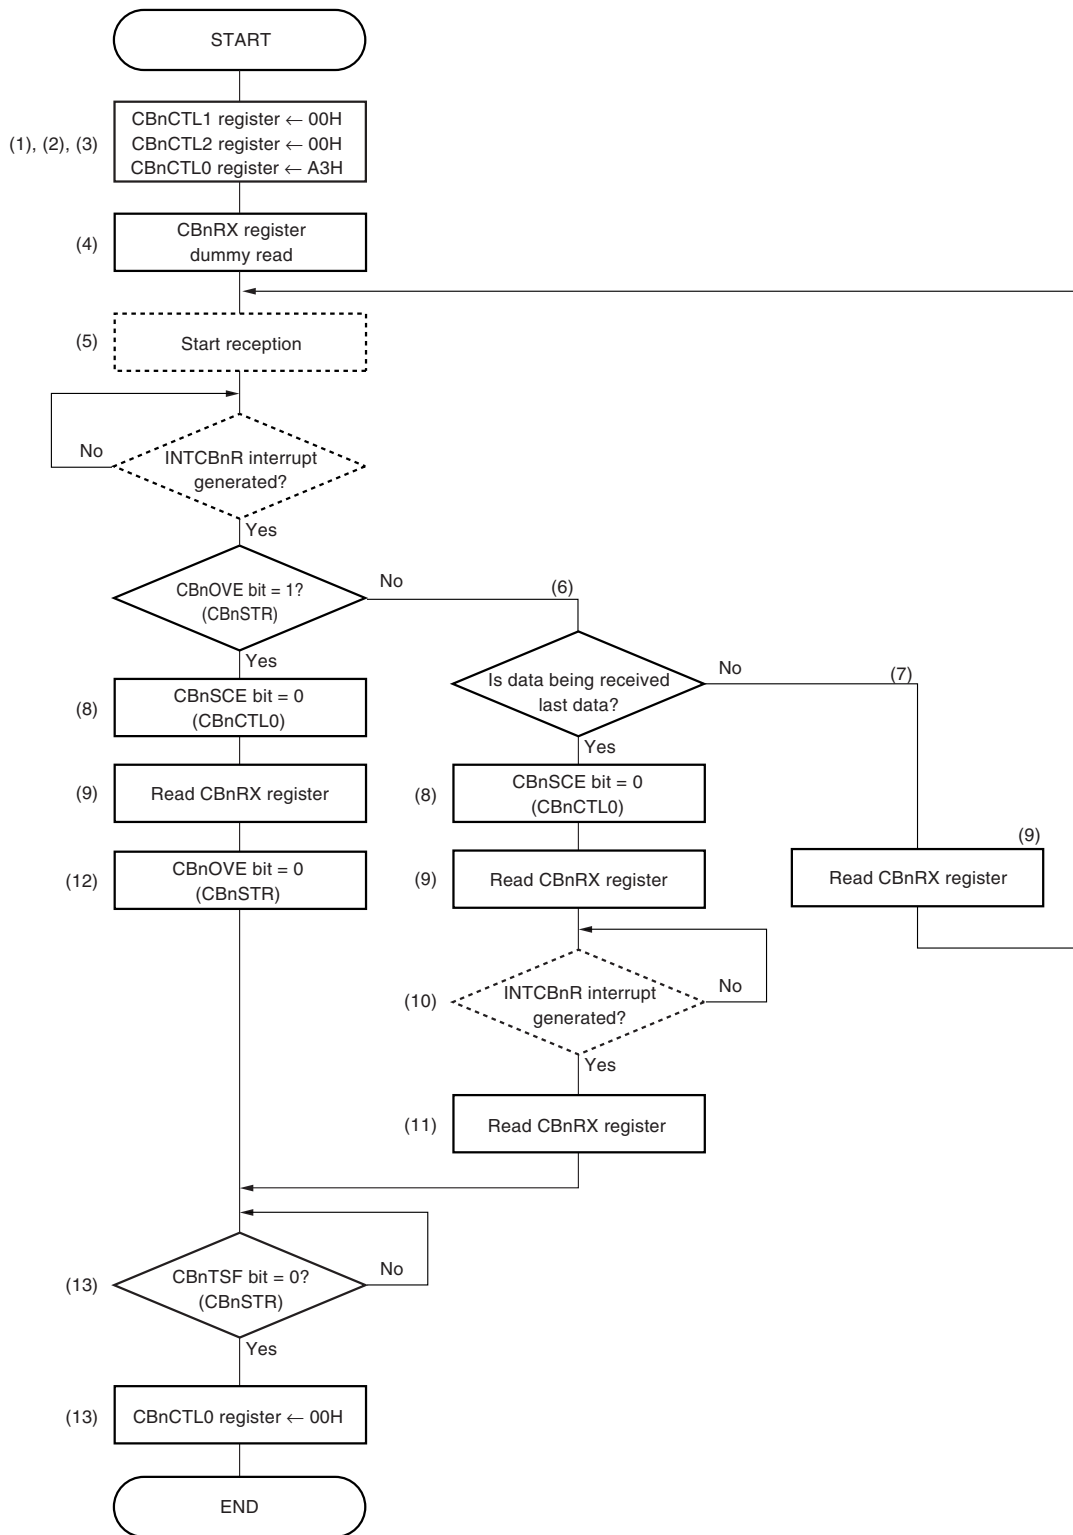 START
(1), (2), (3)
CBnCTL1 register ← 00H
CBnCTL2 register ← 00H
CBnCTL0 register ← A3H
(4)
CBnRX register
dummy read
(5)
Start reception
No
INTCBnR interrupt
generated?
Yes
CBnOVE bit = 1?
(CBnSTR)
No
(6)
Yes
Is data being received
last data?
No
(7)
Yes
(8)
CBnSCE bit = 0
(CBnCTL0)
(8)
CBnSCE bit = 0
(CBnCTL0)
(9)
Read CBnRX register
(9)
Read CBnRX register
(9)
Read CBnRX register
(12)
CBnOVE bit = 0
(CBnSTR)
(10)
INTCBnR interrupt
generated?
No
Yes
(11)
Read CBnRX register
(13)
CBnTSF bit = 0?
(CBnSTR)
No
Yes
(13)
CBnCTL0 register ← 00H
END